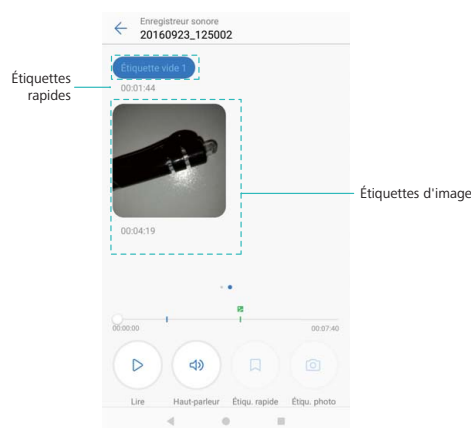 Enregistreur sonore
20160923_125002
Étiquette vide 1
Étiquettes
rapides
00:01:44
Étiquettes d'image
00:04:19
00:00:00
00:07:40
Lire Haut-parleur Étiqu. rapide Étiqu. photo